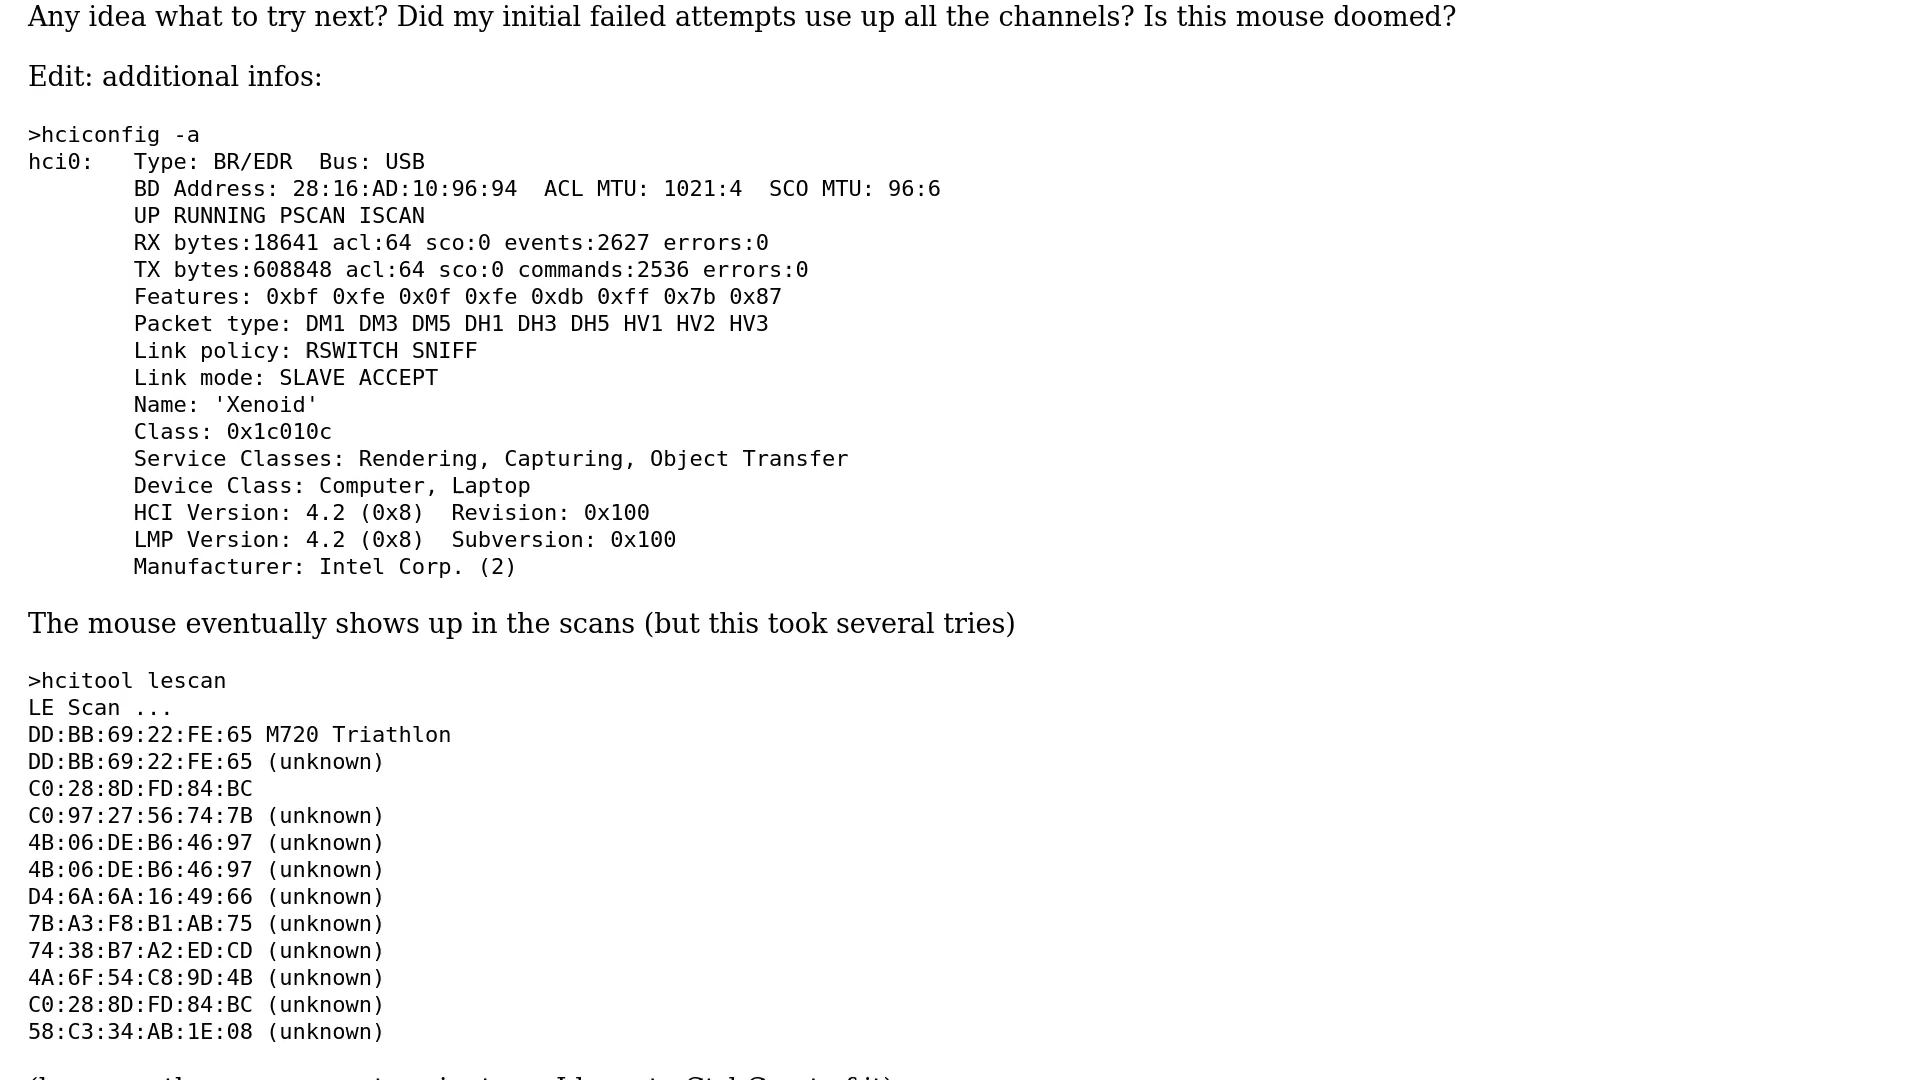 Any idea what to try next? Did my initial failed attempts use up all the channels? Is this mouse doomed?
Edit: additional infos:
>hciconfig -a
hci0:   Type: BR/EDR  Bus: USB
        BD Address: 28:16:AD:10:96:94  ACL MTU: 1021:4  SCO MTU: 96:6
        UP RUNNING PSCAN ISCAN
        RX bytes:18641 acl:64 sco:0 events:2627 errors:0
        TX bytes:608848 acl:64 sco:0 commands:2536 errors:0
        Features: 0xbf 0xfe 0x0f 0xfe 0xdb 0xff 0x7b 0x87
        Packet type: DM1 DM3 DM5 DH1 DH3 DH5 HV1 HV2 HV3
        Link policy: RSWITCH SNIFF
        Link mode: SLAVE ACCEPT
        Name: 'Xenoid'
        Class: 0x1c010c
        Service Classes: Rendering, Capturing, Object Transfer
        Device Class: Computer, Laptop
        HCI Version: 4.2 (0x8)  Revision: 0x100
        LMP Version: 4.2 (0x8)  Subversion: 0x100
        Manufacturer: Intel Corp. (2)
The mouse eventually shows up in the scans (but this took several tries)
>hcitool lescan
LE Scan ...
DD:BB:69:22:FE:65 M720 Triathlon
DD:BB:69:22:FE:65 (unknown)
C0:28:8D:FD:84:BC
C0:97:27:56:74:7B (unknown)
4B:06:DE:B6:46:97 (unknown)
4B:06:DE:B6:46:97 (unknown)
D4:6A:6A:16:49:66 (unknown)
7B:A3:F8:B1:AB:75 (unknown)
74:38:B7:A2:ED:CD (unknown)
4A:6F:54:C8:9D:4B (unknown)
C0:28:8D:FD:84:BC (unknown)
58:C3:34:AB:1E:08 (unknown)